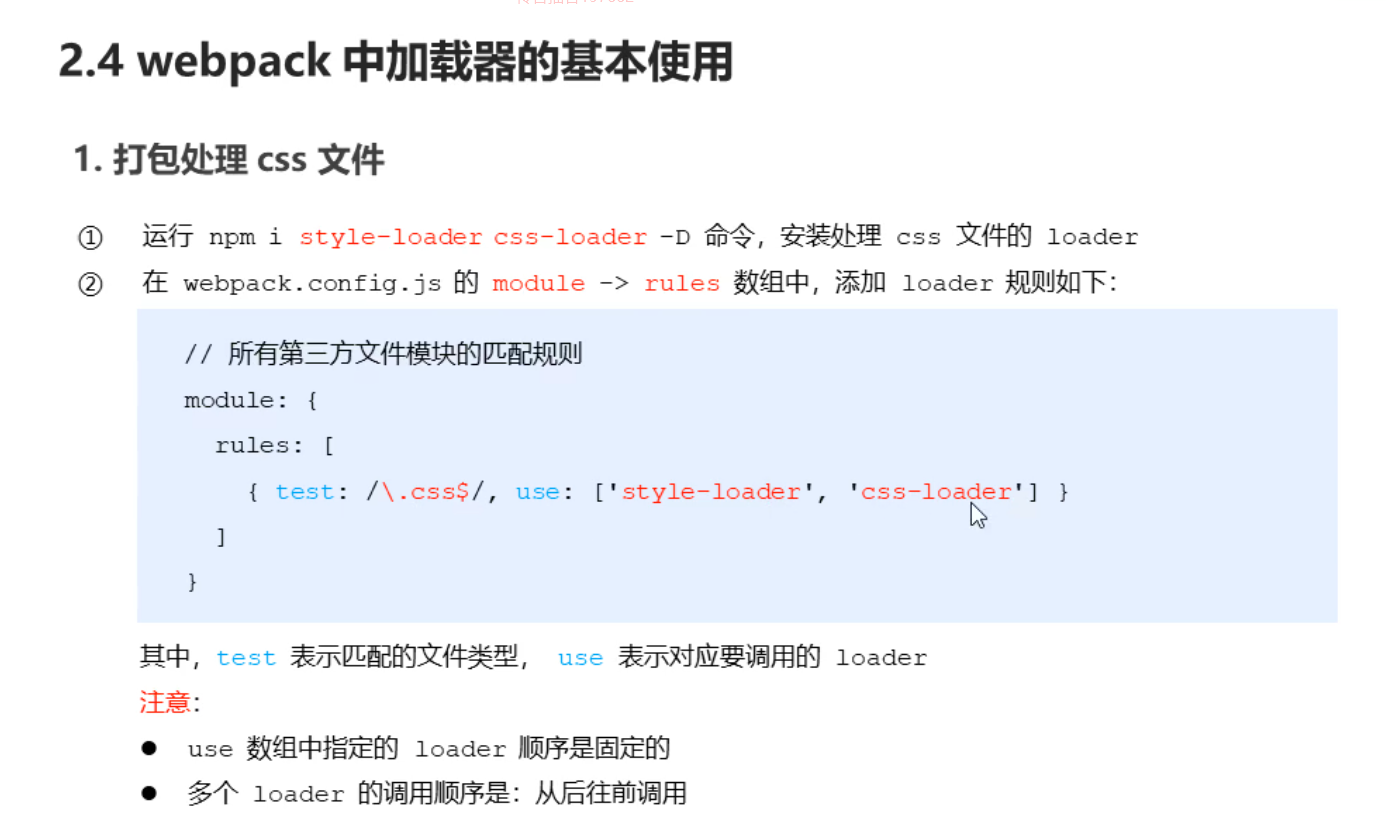 2.4 webpack 中加载器的基本使用
1. 打包处理 css 文件
① 运行 npm i style-loader css-loader -D 命令，安装处理 css 文件的 loader
② 在 webpack.config.js 的 module -> rules 数组中，添加 loader 规则如下：
// 所有第三方文件模块的匹配规则
module: {
rules: [
{ test: /\.css$/, use: ['style-loader', 'css-loader'] }
]
}
其中，test 表示匹配的文件类型， use 表示对应要调用的 loader
注意：
● use 数组中指定的 loader 顺序是固定的
● 多个 loader 的调用顺序是：从后往前调用